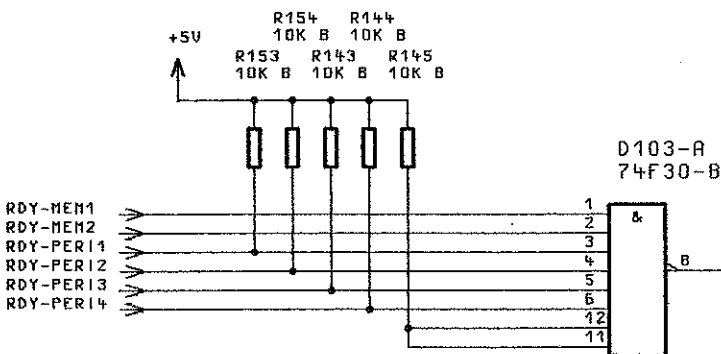 R154 R144
10K B 10K B
+5V
R153 R143 R145
10K B 10K B 10K B
D103-A
74F30-B
RDY-MEM1
RDY-MEM2
RDY-PERI1
RDY-PERI2
RDY-PERI3
RDY-PERI4
1
2
3
4
5
6
12
11
&
8